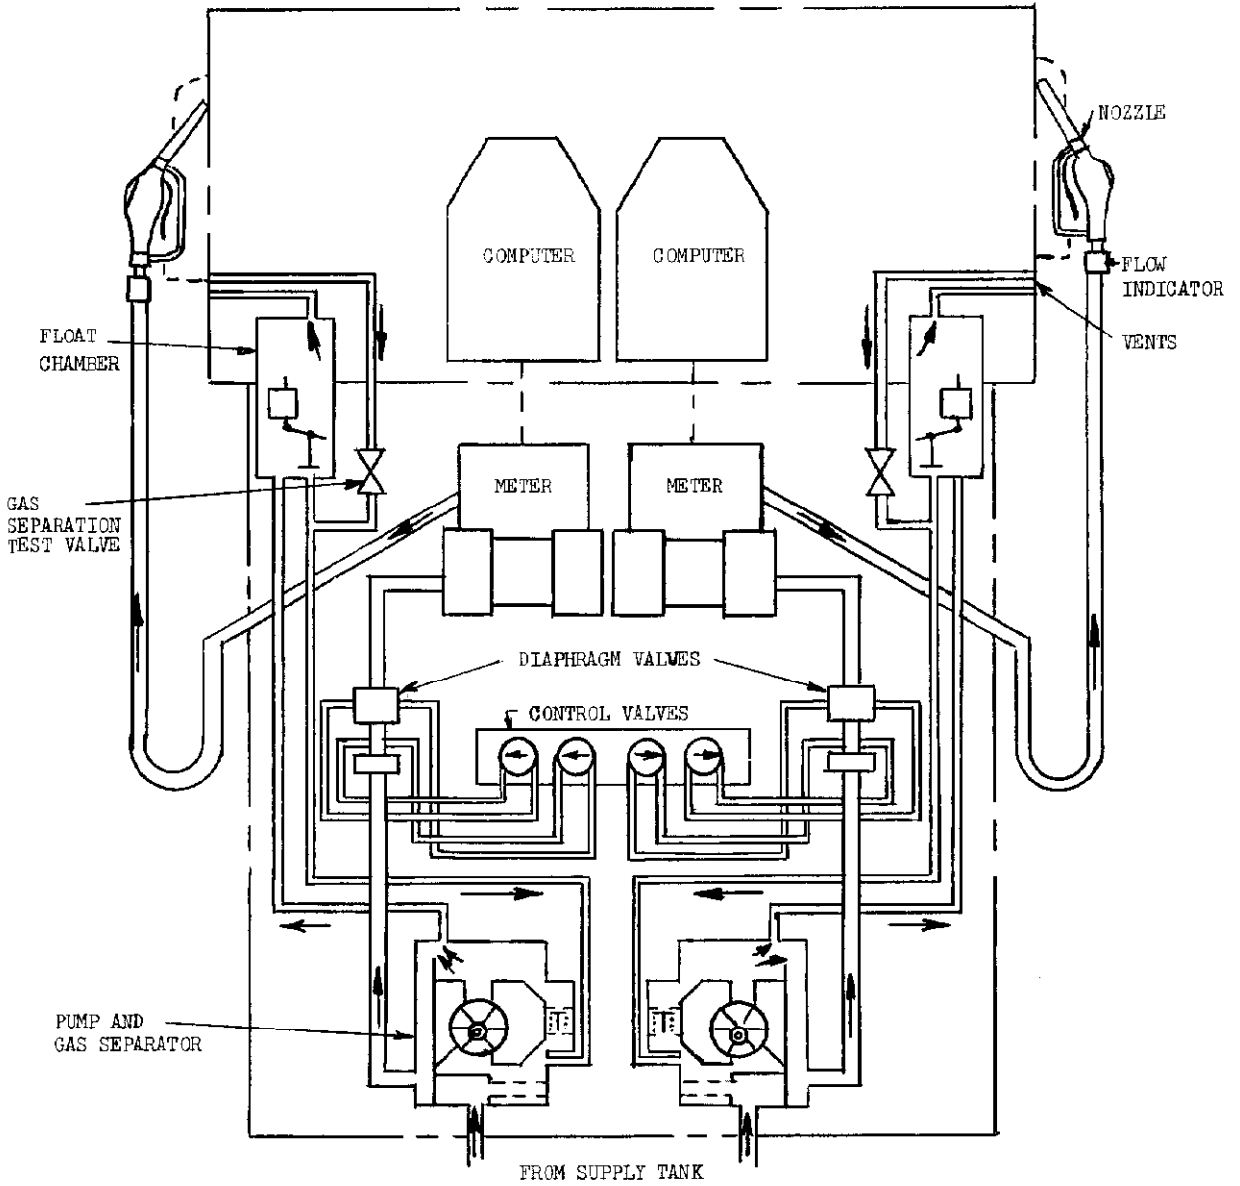 NOZZLE
COMPUTER
COMPUTER
FLOW
INDICATOR
FLOAT
CHAMBER
VENTS
METER
METER
GAS
SEPARATION
TEST VALVE
DIAPHRAGM VALVES
CONTROL VALVES
PUMP AND
GAS SEPARATOR
FROM SUPPLY TANK